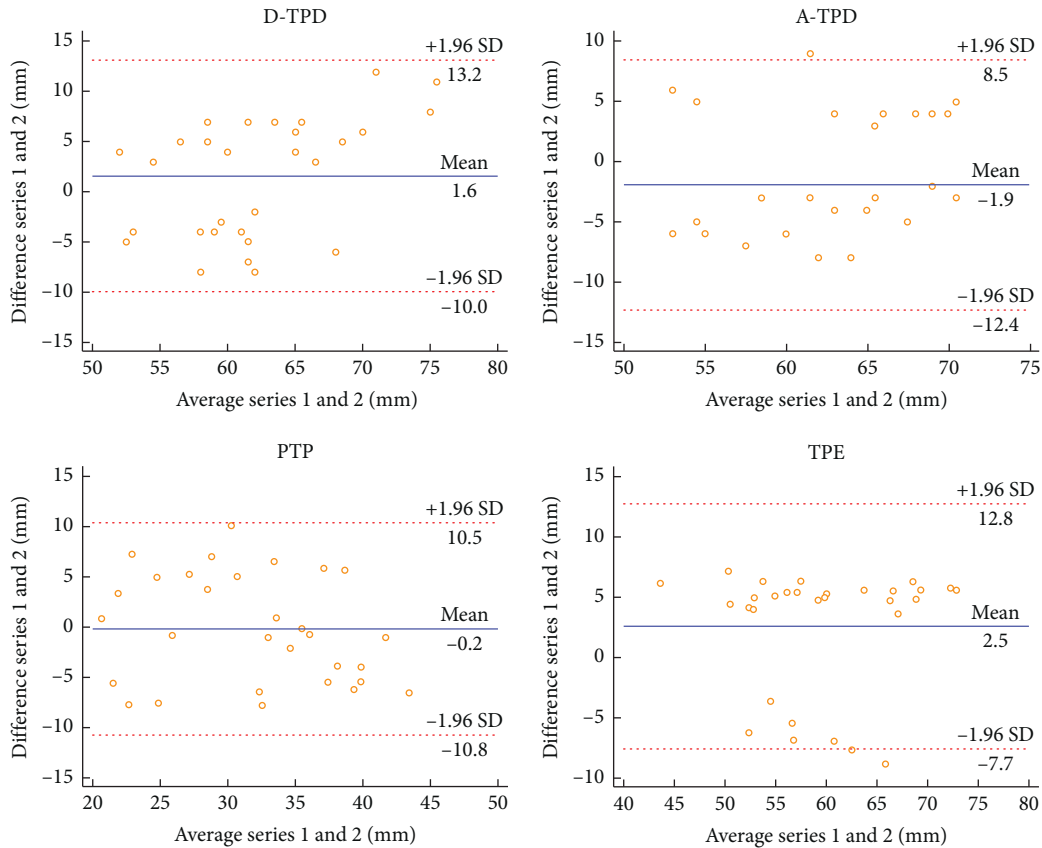 D-TPD
Difference series 1 and 2 (mm)
15
10
5
0
–5
–10
–15
+1.96 SD
13.2
Mean
1.6
–1.96 SD
–10.0
50 55 60 65 70 75 80
Average series 1 and 2 (mm)
A-TPD
Difference series 1 and 2 (mm)
10
5
0
–5
–10
–15
+1.96 SD
8.5
Mean
–1.9
–1.96 SD
–12.4
50 55 60 65 70 75
Average series 1 and 2 (mm)
PTP
Difference series 1 and 2 (mm)
15
10
5
0
–5
–10
–15
+1.96 SD
10.5
Mean
–0.2
–1.96 SD
–10.8
20 25 30 35 40 45 50
Average series 1 and 2 (mm)
TPE
Difference series 1 and 2 (mm)
15
10
5
0
–5
–10
+1.96 SD
12.8
Mean
2.5
–1.96 SD
–7.7
40 45 50 55 60 65 70 75 80
Average series 1 and 2 (mm)